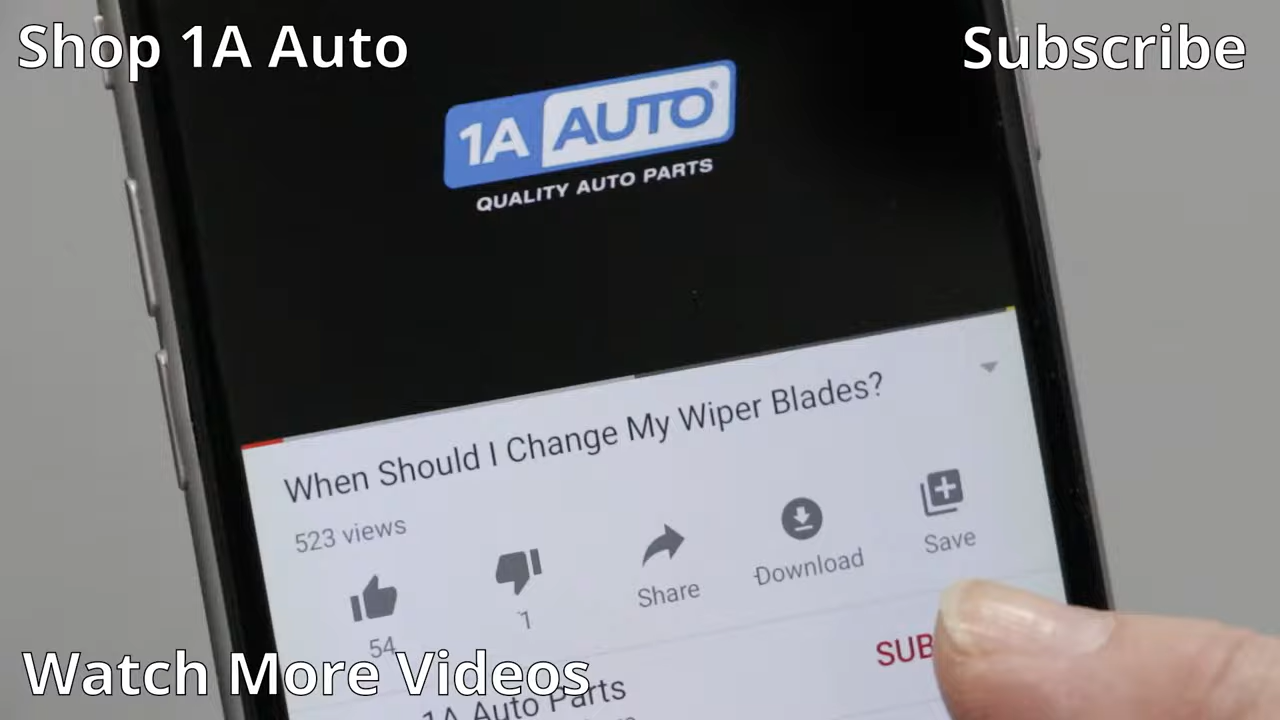 Shop 1A Auto
Subscribe
1A AUTO
QUALITY AUTO PARTS
When Should I Change My Wiper Blades?
523 views
54
1
Share
Download
Save
SUB
Watch More Videos
1A Auto Parts